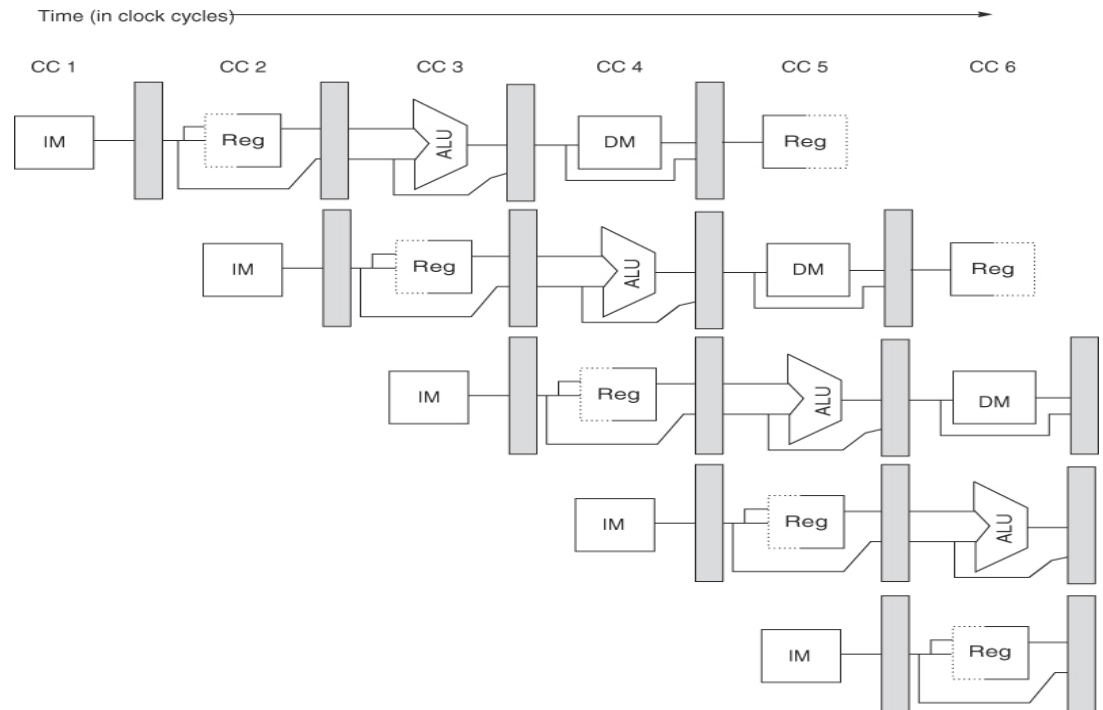 Time (in clock cycles)
CC 1 CC 2 CC 3 CC 4 CC 5 CC 6
IM Reg ALU DM Reg
IM Reg ALU DM Reg
IM Reg ALU DM
IM Reg ALU
IM Reg